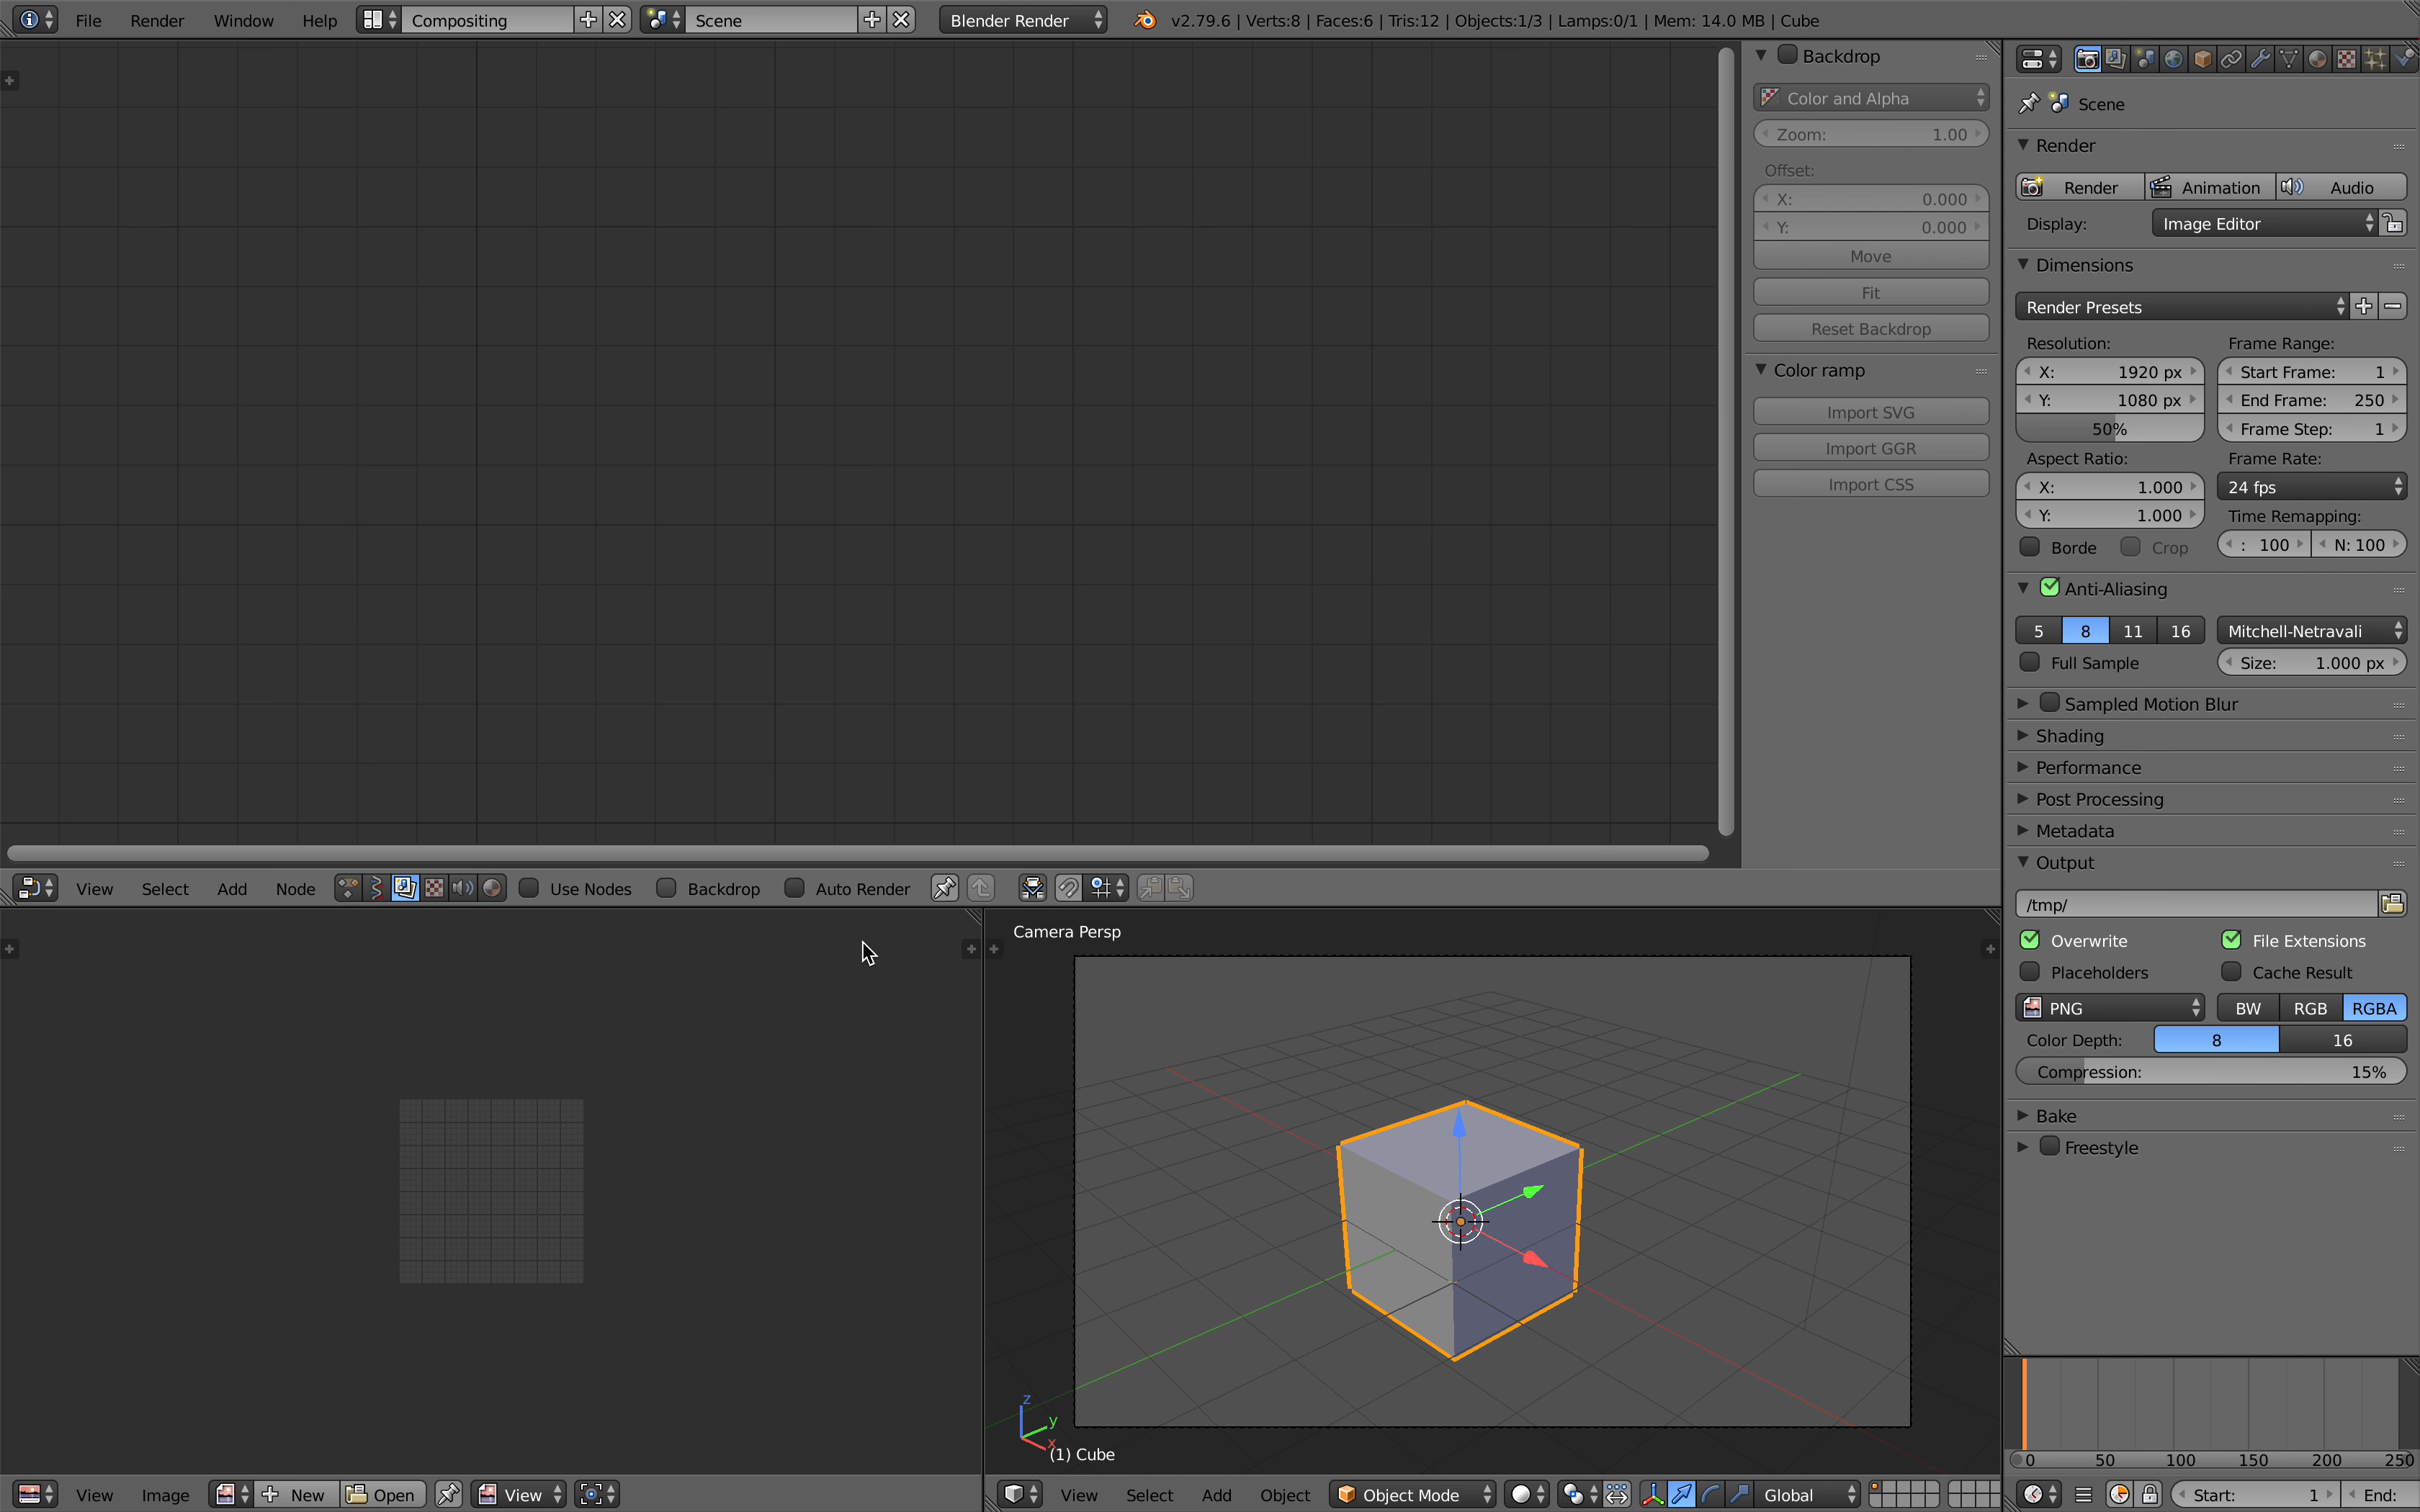 File Render Window Help Compositing Scene Blender Render v2.79.6 | Verts:8 | Faces:6 | Tris:12 | Objects:1/3 | Lamps:0/1 | Mem: 14.0 MB | Cube
Backdrop
Color and Alpha
Zoom: 1.00
Offset:
X: 0.000
Y: 0.000
Move
Fit
Reset Backdrop
Color ramp
Import SVG
Import GGR
Import CSS
Scene
Render
Render Animation Audio
Display: Image Editor
Dimensions
Render Presets
Resolution: Frame Range:
X: 1920 px Start Frame: 1
Y: 1080 px End Frame: 250
50% Frame Step: 1
Aspect Ratio: Frame Rate:
X: 1.000 24 fps
Y: 1.000 Time Remapping:
Borde Crop : 100 N: 100
Anti-Aliasing
5 8 11 16 Mitchell-Netravali
Full Sample Size: 1.000 px
Sampled Motion Blur
Shading
Performance
Post Processing
Metadata
Output
/tmp/
Overwrite File Extensions
Placeholders Cache Result
PNG BW RGB RGBA
Color Depth: 8 16
Compression: 15%
Bake
Freestyle
View Select Add Node Use Nodes Backdrop Auto Render
Camera Persp
z
y
x
(1) Cube
0 50 100 150 200 250
View Image New Open View
View Select Add Object Object Mode Global
Start: 1 End: